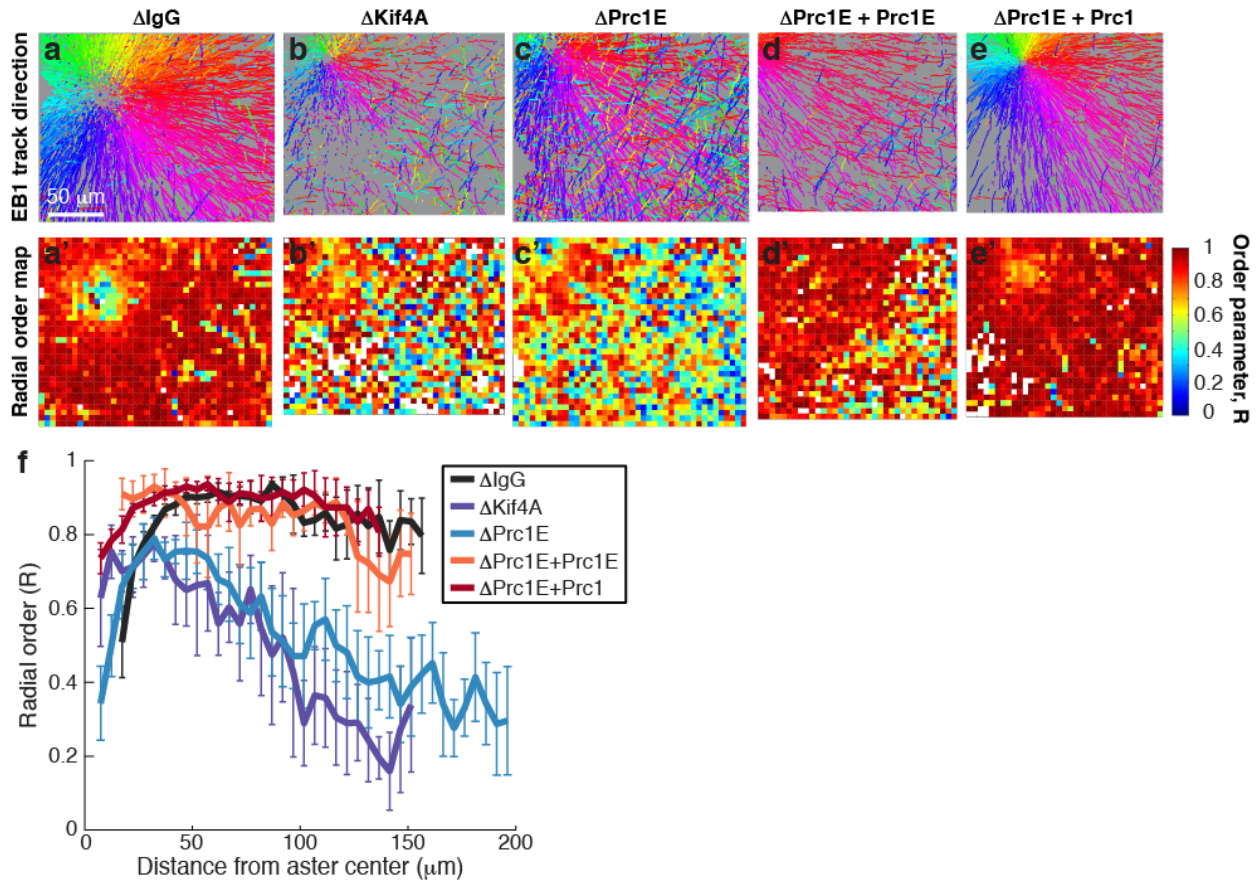 ΔIgG ΔKif4A ΔPrc1E ΔPrc1E + Prc1E ΔPrc1E + Prc1
EB1 track direction
a b c d e
50 μm
Radial order map
a' b' c' d' e'
1
0.8
0.6
0.4
0.2
0
Order parameter, R
f
Radial order (R)
1
0.8
0.6
0.4
0.2
0
ΔIgG
ΔKif4A
ΔPrc1E
ΔPrc1E+Prc1E
ΔPrc1E+Prc1
0 50 100 150 200
Distance from aster center (μm)